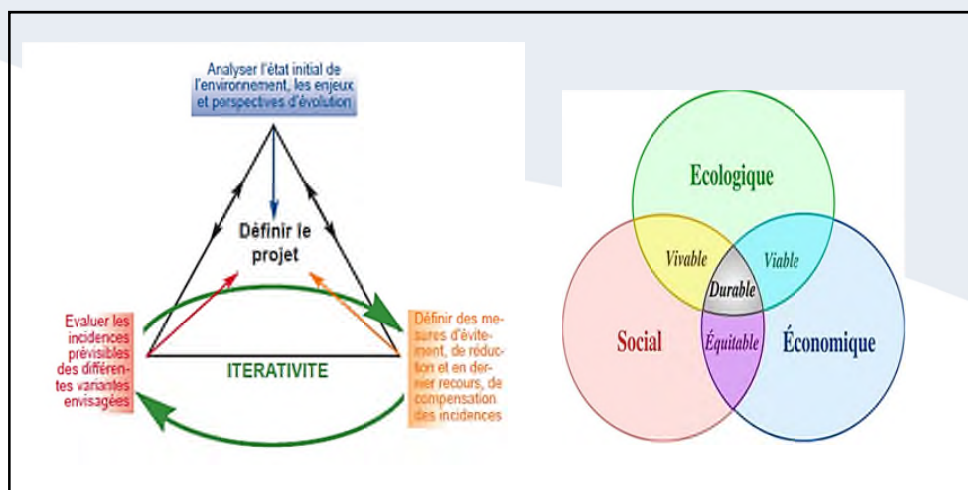 Analyser l'état initial de
l'environnement, les enjeux
et perspectives d'évolution
Définir le
projet
Evaluer les
incidences
prévisibles
des différen-
tes variantes
envisagées
ITERATIVITE
Définir des me-
sures d'évite-
ment, de réduc-
tion et en der-
nier recours, de
compensation
des incidences
Ecologique
Vivable
Viable
Durable
Social
Équitable
Économique